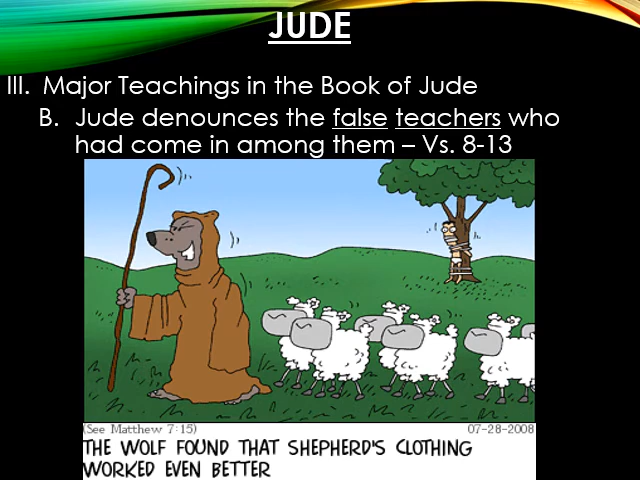 JUDE
III. Major Teachings in the Book of Jude
B. Jude denounces the false teachers who
had come in among them – Vs. 8-13
(See Matthew 7:15) 07-28-2008
THE WOLF FOUND THAT SHEPHERD'S CLOTHING
WORKED EVEN BETTER